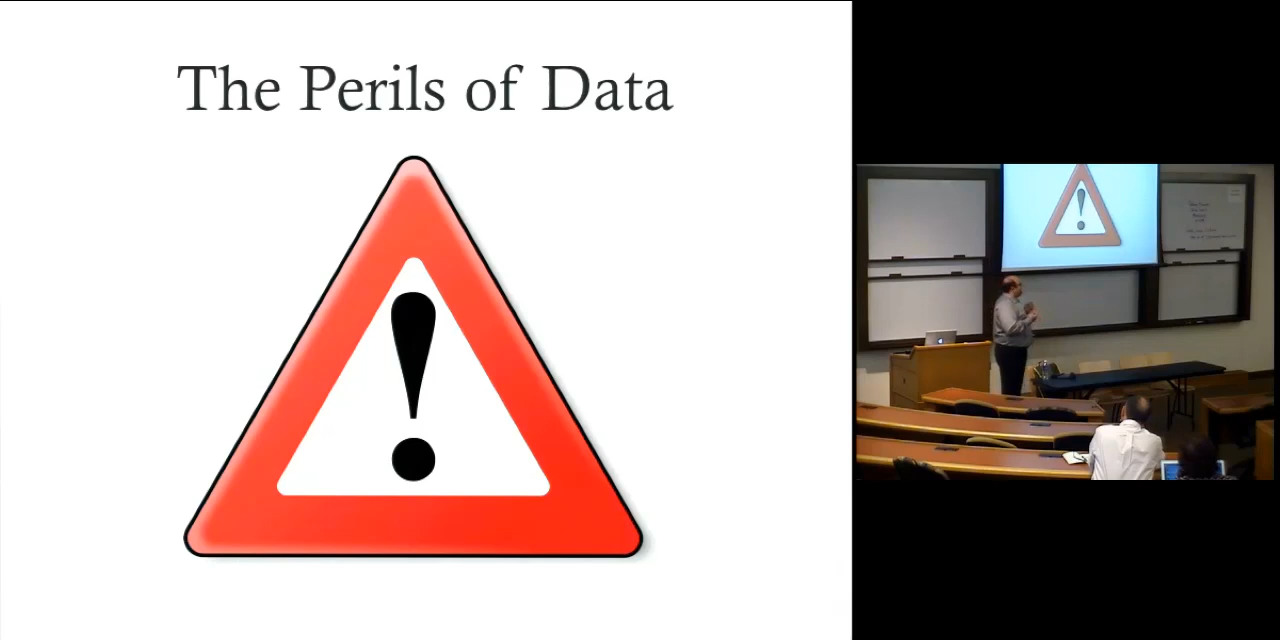 The Perils of Data